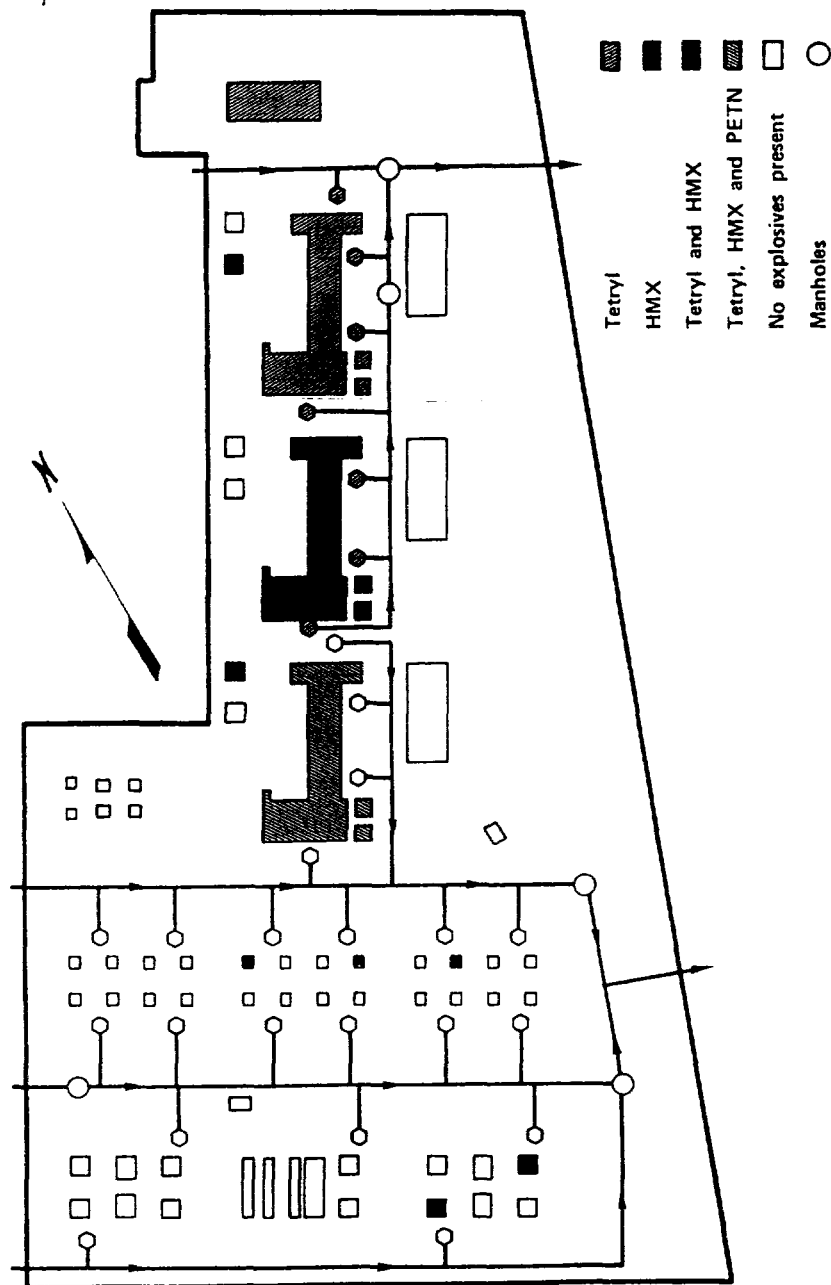 N
Tetryl
HMX
Tetryl and HMX
Tetryl, HMX and PETN
No explosives present
Manholes